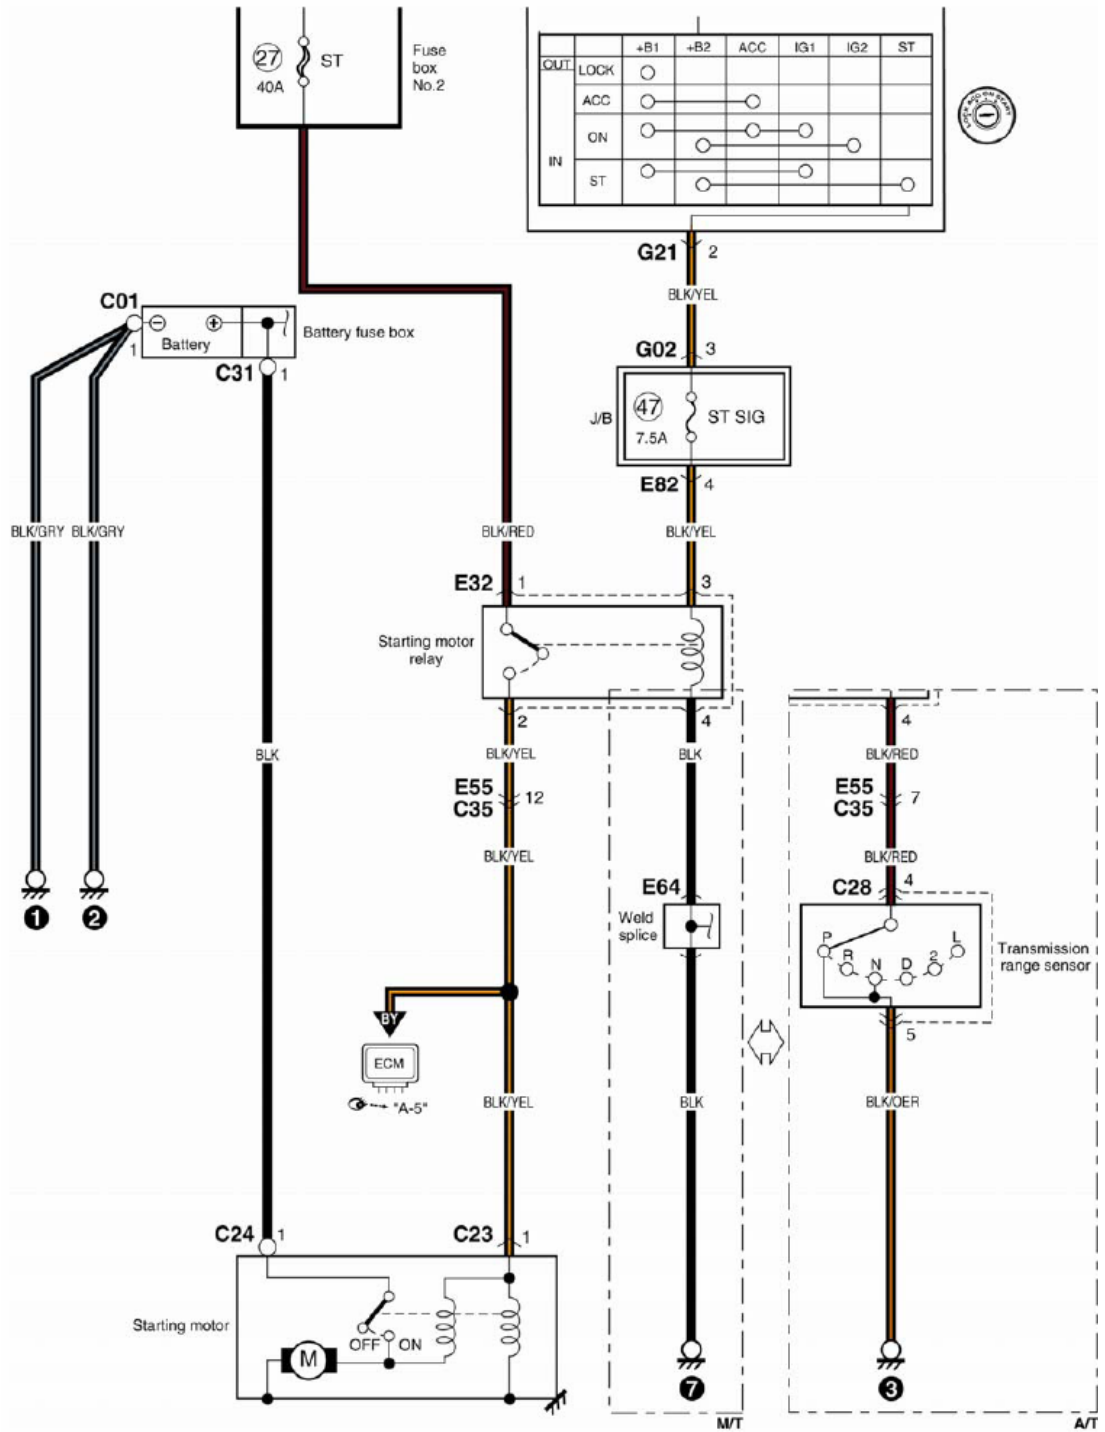 27
40A
ST
Fuse
box
No.2
+B1 +B2 ACC IG1 IG2 ST
OUT
LOCK
ACC
ON
IN
ST
LOCK ACC ON START
G21 2
BLK/YEL
C01
1
Battery
Battery fuse box
C31 1
G02 3
J/B
47
7.5A
ST SIG
E82 4
BLK/GRY BLK/GRY
BLK/RED
BLK/YEL
E32 1
3
Starting motor
relay
2
4
4
BLK
BLK/YEL
BLK
BLK/RED
E55
C35
12
E55
C35
7
BLK/YEL
BLK/RED
1
2
E64
C28 4
Weld
splice
P
R
N
D
2
L
Transmission
range sensor
BY
5
ECM
"A-5"
BLK/YEL
BLK
BLK/OER
C24 1
C23 1
Starting motor
OFF
ON
M
7
3
M/T
A/T